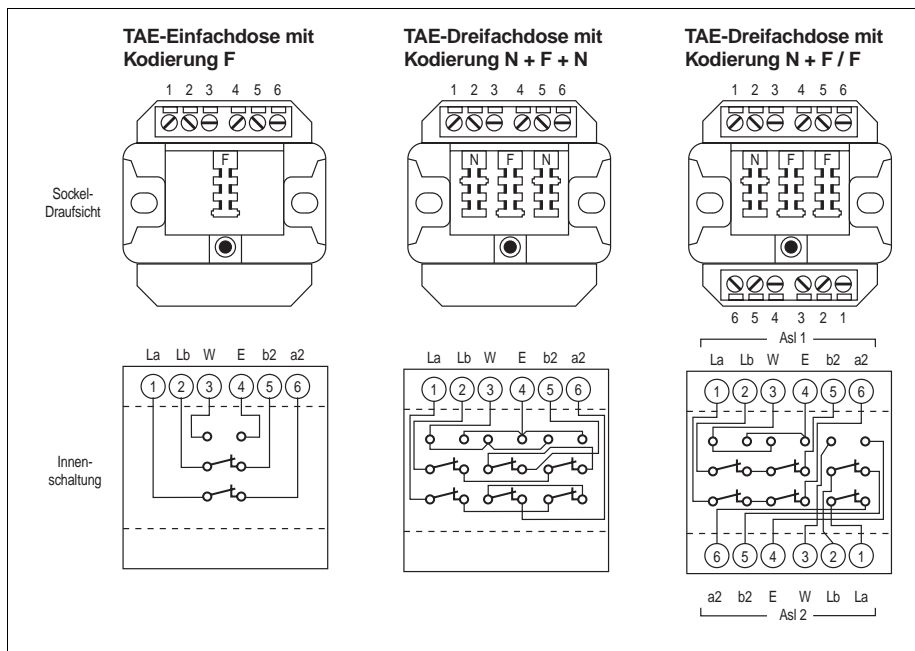 TAE-Einfachdose mit
Kodierung F
TAE-Dreifachdose mit
Kodierung N + F + N
TAE-Dreifachdose mit
Kodierung N + F / F
1 2 3 4 5 6
1 2 3 4 5 6
1 2 3 4 5 6
Sockel-
Draufsicht
F
N F N
N F F
6 5 4 3 2 1
Asl 1
La Lb W E b2 a2
La Lb W E b2 a2
La Lb W E b2 a2
1 2 3 4 5 6
1 2 3 4 5 6
1 2 3 4 5 6
Innen-
schaltung
6 5 4 3 2 1
a2 b2 E W Lb La
Asl 2